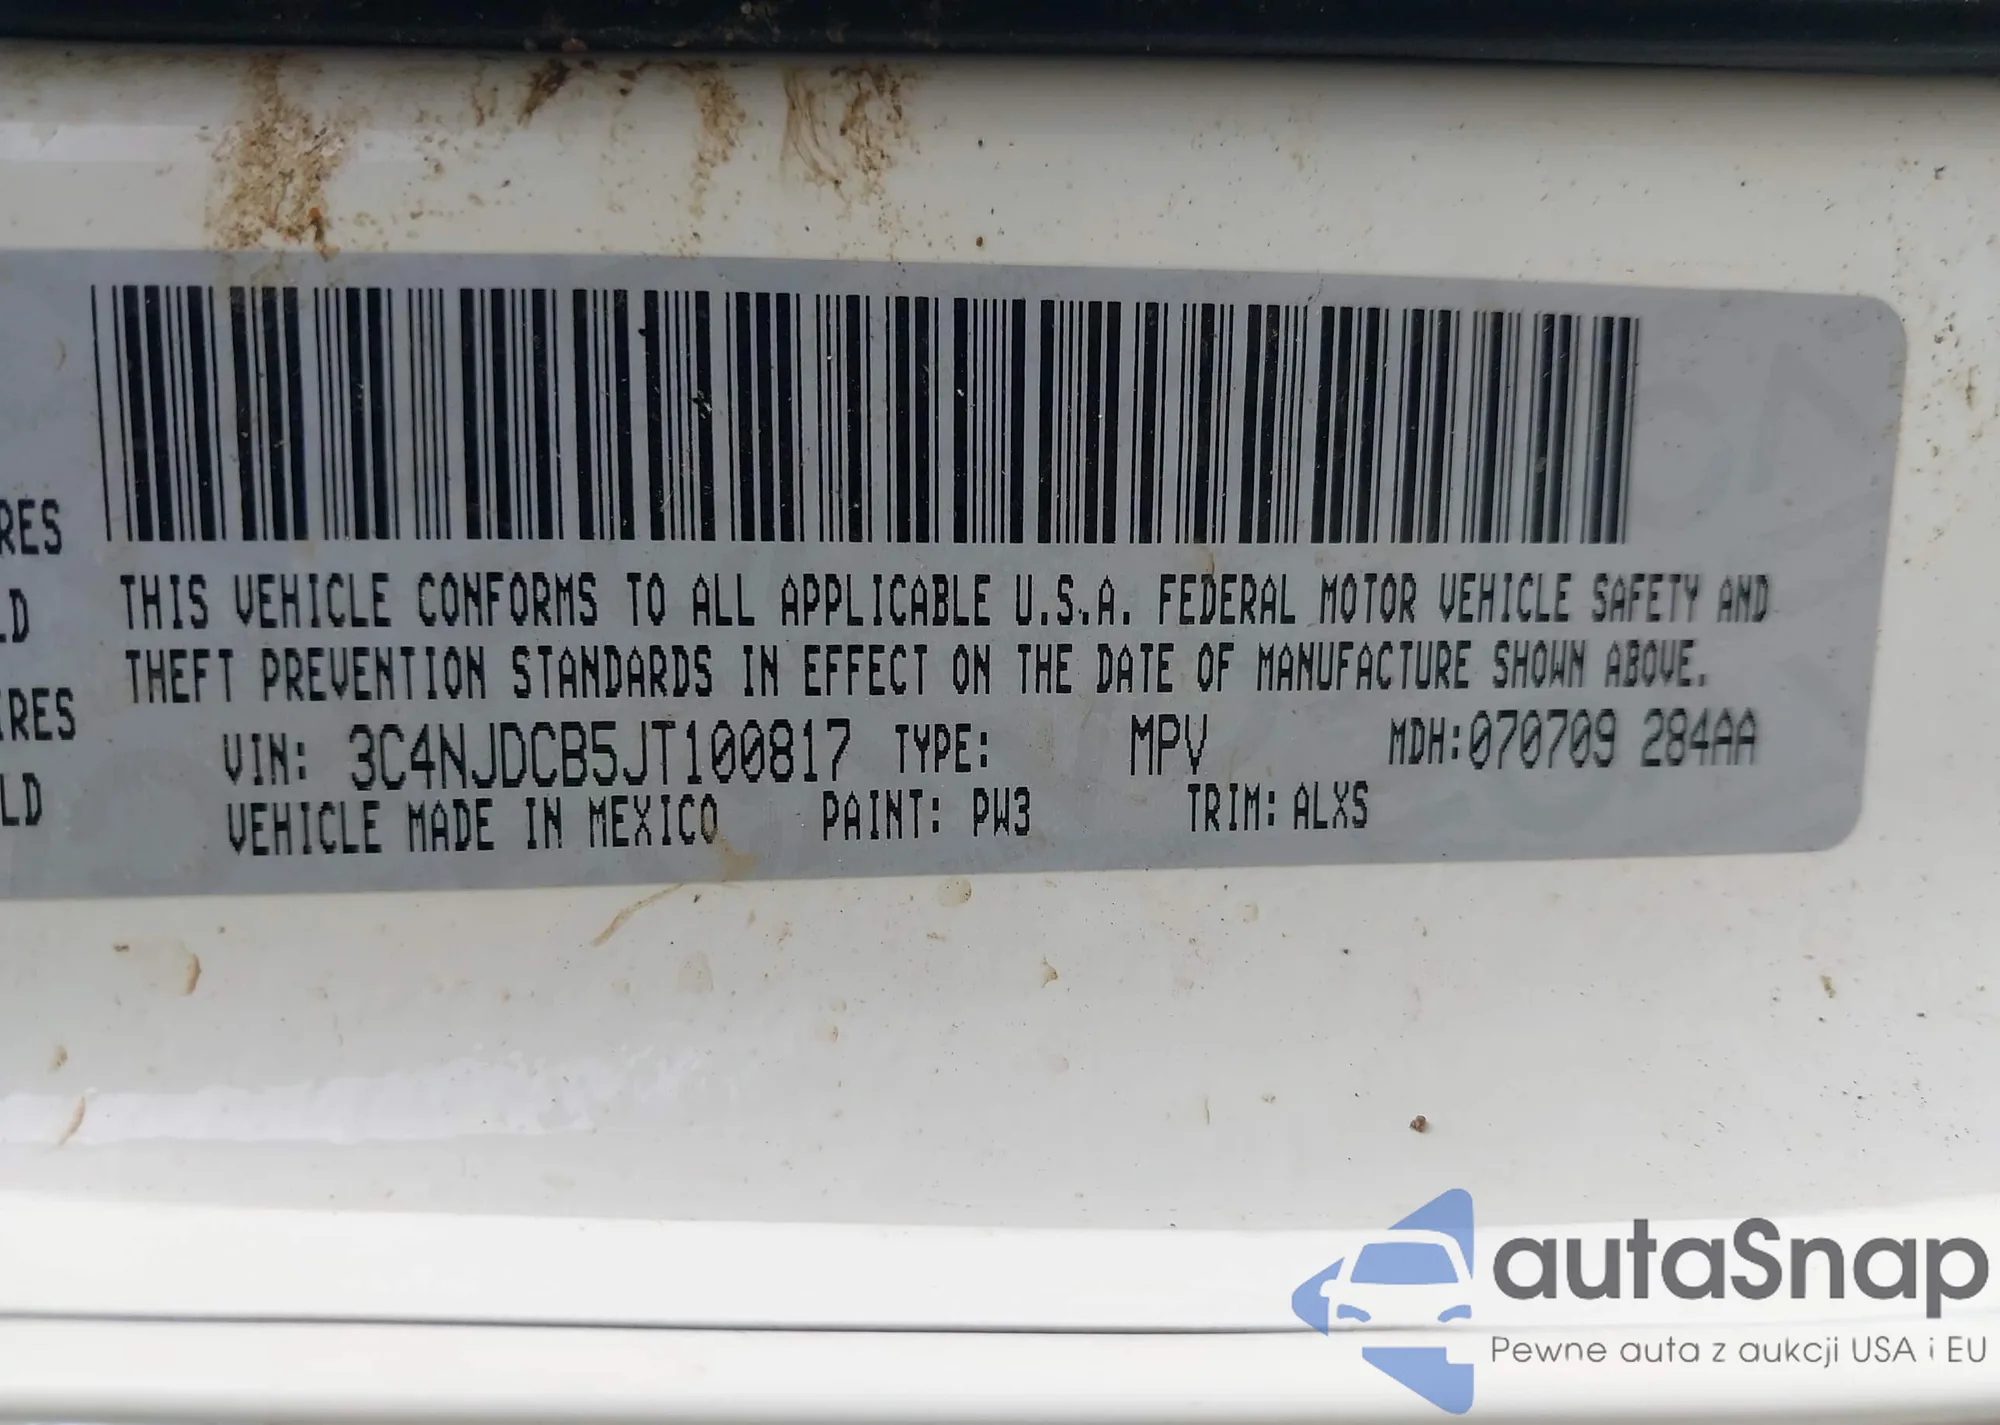 RES
LD
IRES
LD
THIS VEHICLE CONFORMS TO ALL APPLICABLE U.S.A. FEDERAL MOTOR VEHICLE SAFETY AND
THEFT PREVENTION STANDARDS IN EFFECT ON THE DATE OF MANUFACTURE SHOWN ABOVE.
VIN: 3C4NJDCB5JT100817 TYPE: MPV MDH:070709 284AA
VEHICLE MADE IN MEXICO PAINT: PW3 TRIM: ALXS
autaSnap
Pewne auta z aukcji USA i EU